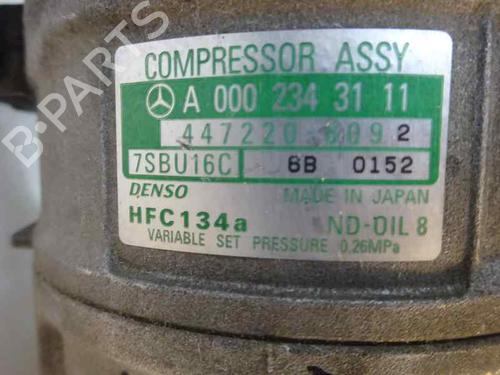 COMPRESSOR ASSY
A 000 234 31 11
447220 092
7SBU16C 6B 0152
DENSO MADE IN JAPAN
HFC134a ND-OIL 8
VARIABLE SET PRESSURE 0.26MPa
B-PARTS